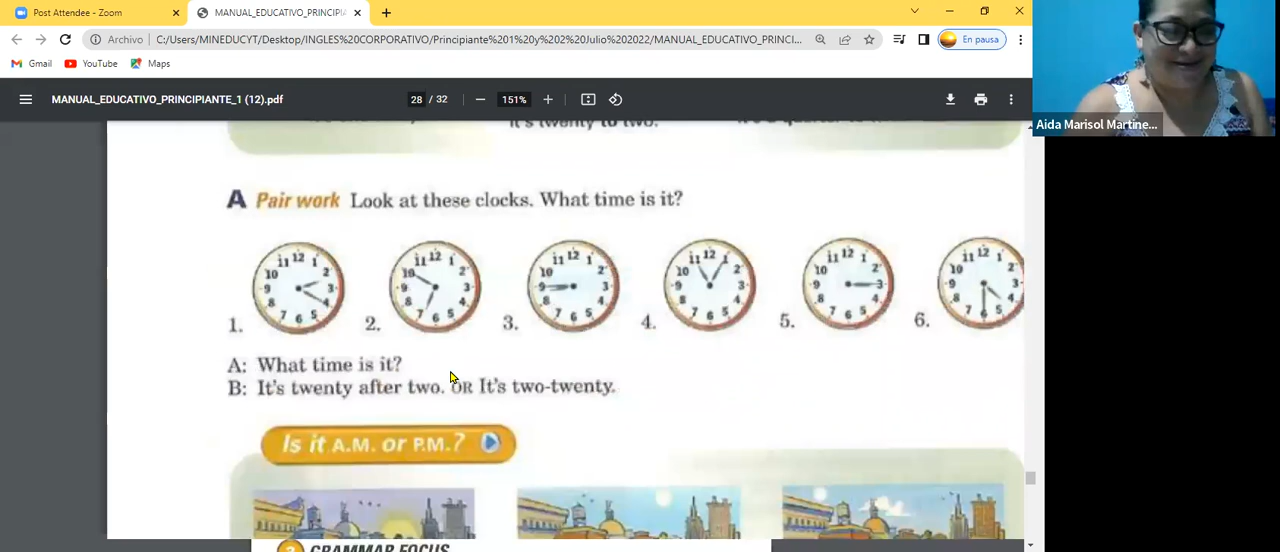 Post Attendee - Zoom
MANUAL_EDUCATIVO_PRINCIPIA
Archivo
C:/Users/MINEDUCYT/Desktop/INGLES%20CORPORATIVO/Principiante%201%20y%202%20Julio%202022/MANUAL_EDUCATIVO_PRINCI...
En pausa
Gmail
YouTube
Maps
MANUAL_EDUCATIVO_PRINCIPIANTE_1 (12).pdf
28 / 32
151%
Aida Marisol Martine...
It's twenty to two.
A Pair work Look at these clocks. What time is it?
1. 2. 3. 4. 5. 6.
A: What time is it?
B: It's twenty after two. OR It's two-twenty.
Is it A.M. or P.M.?
GRAMMAR FOCUS